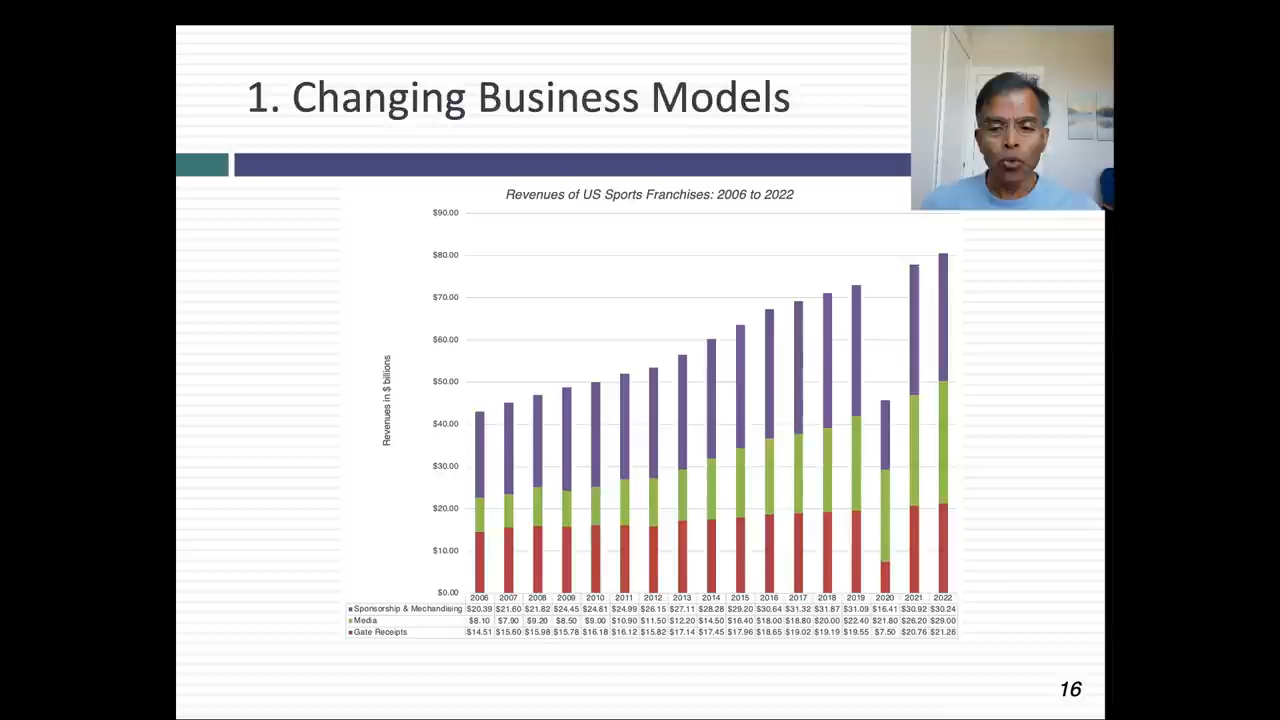 1. Changing Business Models
Revenues of US Sports Franchises: 2006 to 2022
$90.00
$80.00
$70.00
$60.00
$50.00
$40.00
$30.00
$20.00
$10.00
$0.00
Revenues in $ billions
2006 2007 2008 2009 2010 2011 2012 2013 2014 2015 2016 2017 2018 2019 2020 2021 2022
Sponsorship & Mechandising $20.39 $21.60 $21.82 $24.45 $24.81 $24.99 $26.15 $27.11 $28.28 $29.20 $30.64 $31.32 $31.87 $31.09 $16.41 $30.92 $30.24
Media $8.10 $7.90 $9.20 $8.50 $9.00 $10.90 $11.50 $12.20 $14.50 $16.40 $18.00 $18.80 $20.00 $22.40 $21.80 $26.20 $29.00
Gate Receipts $14.51 $15.60 $15.98 $15.78 $16.18 $16.12 $15.82 $17.14 $17.45 $17.96 $18.65 $19.02 $19.19 $19.55 $7.50 $20.76 $21.26
16